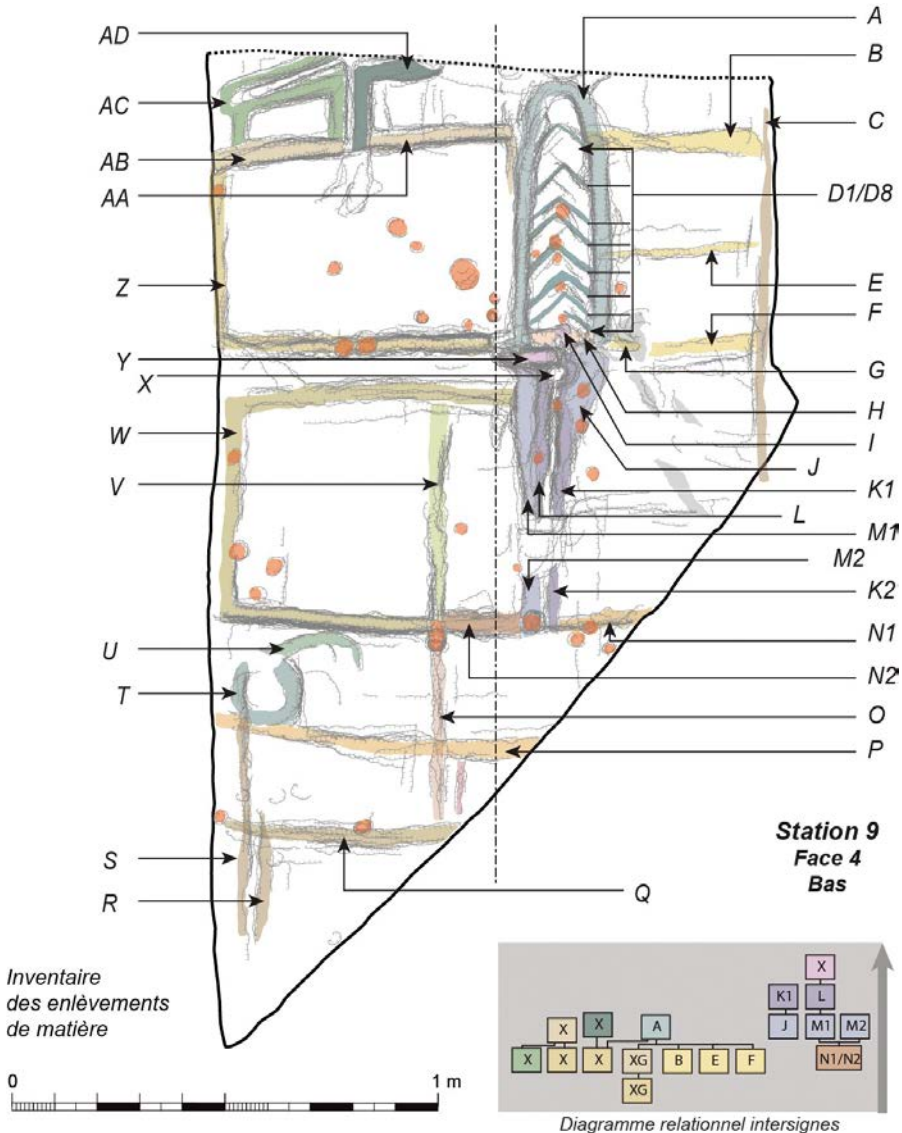 AD
AC
AB
AA
Z
Y
X
W
V
U
T
S
R
A
B
C
D1/D8
E
F
G
H
I
J
K1
L
M1
M2
K2
N1
N2
O
P
Q
Station 9
Face 4
Bas
Inventaire
des enlèvements
de matière
0 1 m
X
K1 L
X X A J M1 M2
X X X XG B E F N1/N2
XG
Diagramme relationnel intersignes